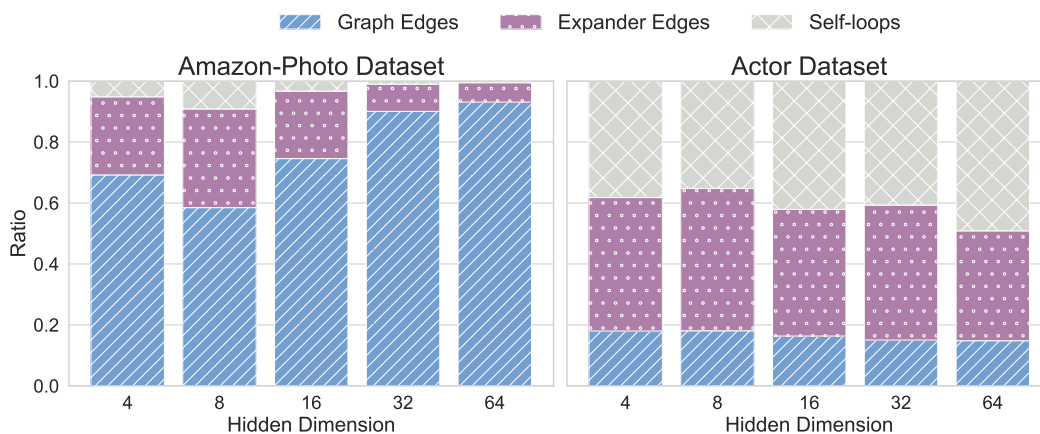 Graph Edges Expander Edges Self-loops
Amazon-Photo Dataset Actor Dataset
1.0
0.8
0.6
0.4
0.2
0.0
Ratio
4 8 16 32 64 4 8 16 32 64
Hidden Dimension Hidden Dimension